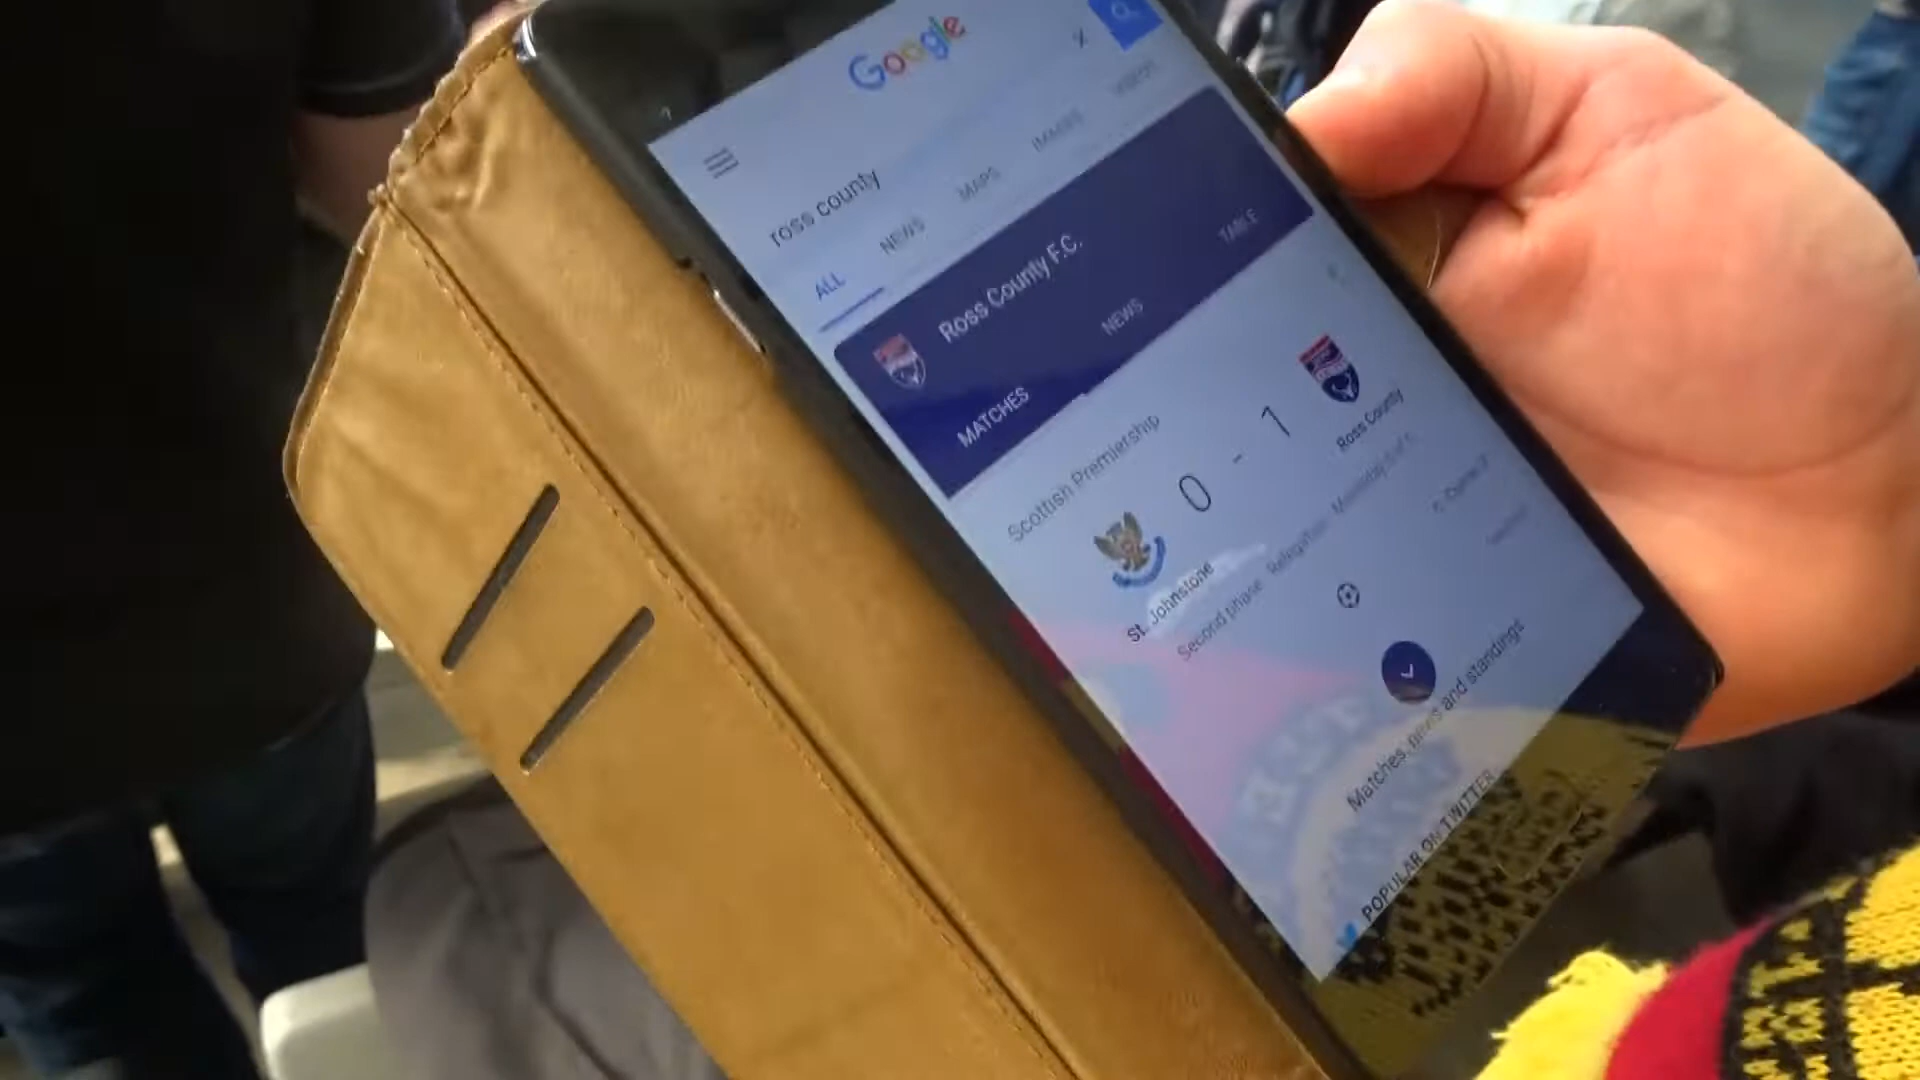 Google
ross county
ALL NEWS MAPS IMAGES VIDEOS
Ross County F.C.
MATCHES NEWS TABLE
Scottish Premiership
0 - 1
St. Johnstone Ross County
Second phase Relegation
Matches, news and standings
POPULAR ON TWITTER